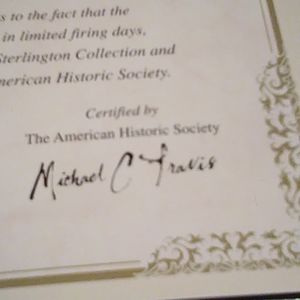 s to the fact that the
in limited firing days,
Sterlington Collection and
merican Historic Society.
Certified by
The American Historic Society
Michael C Travis